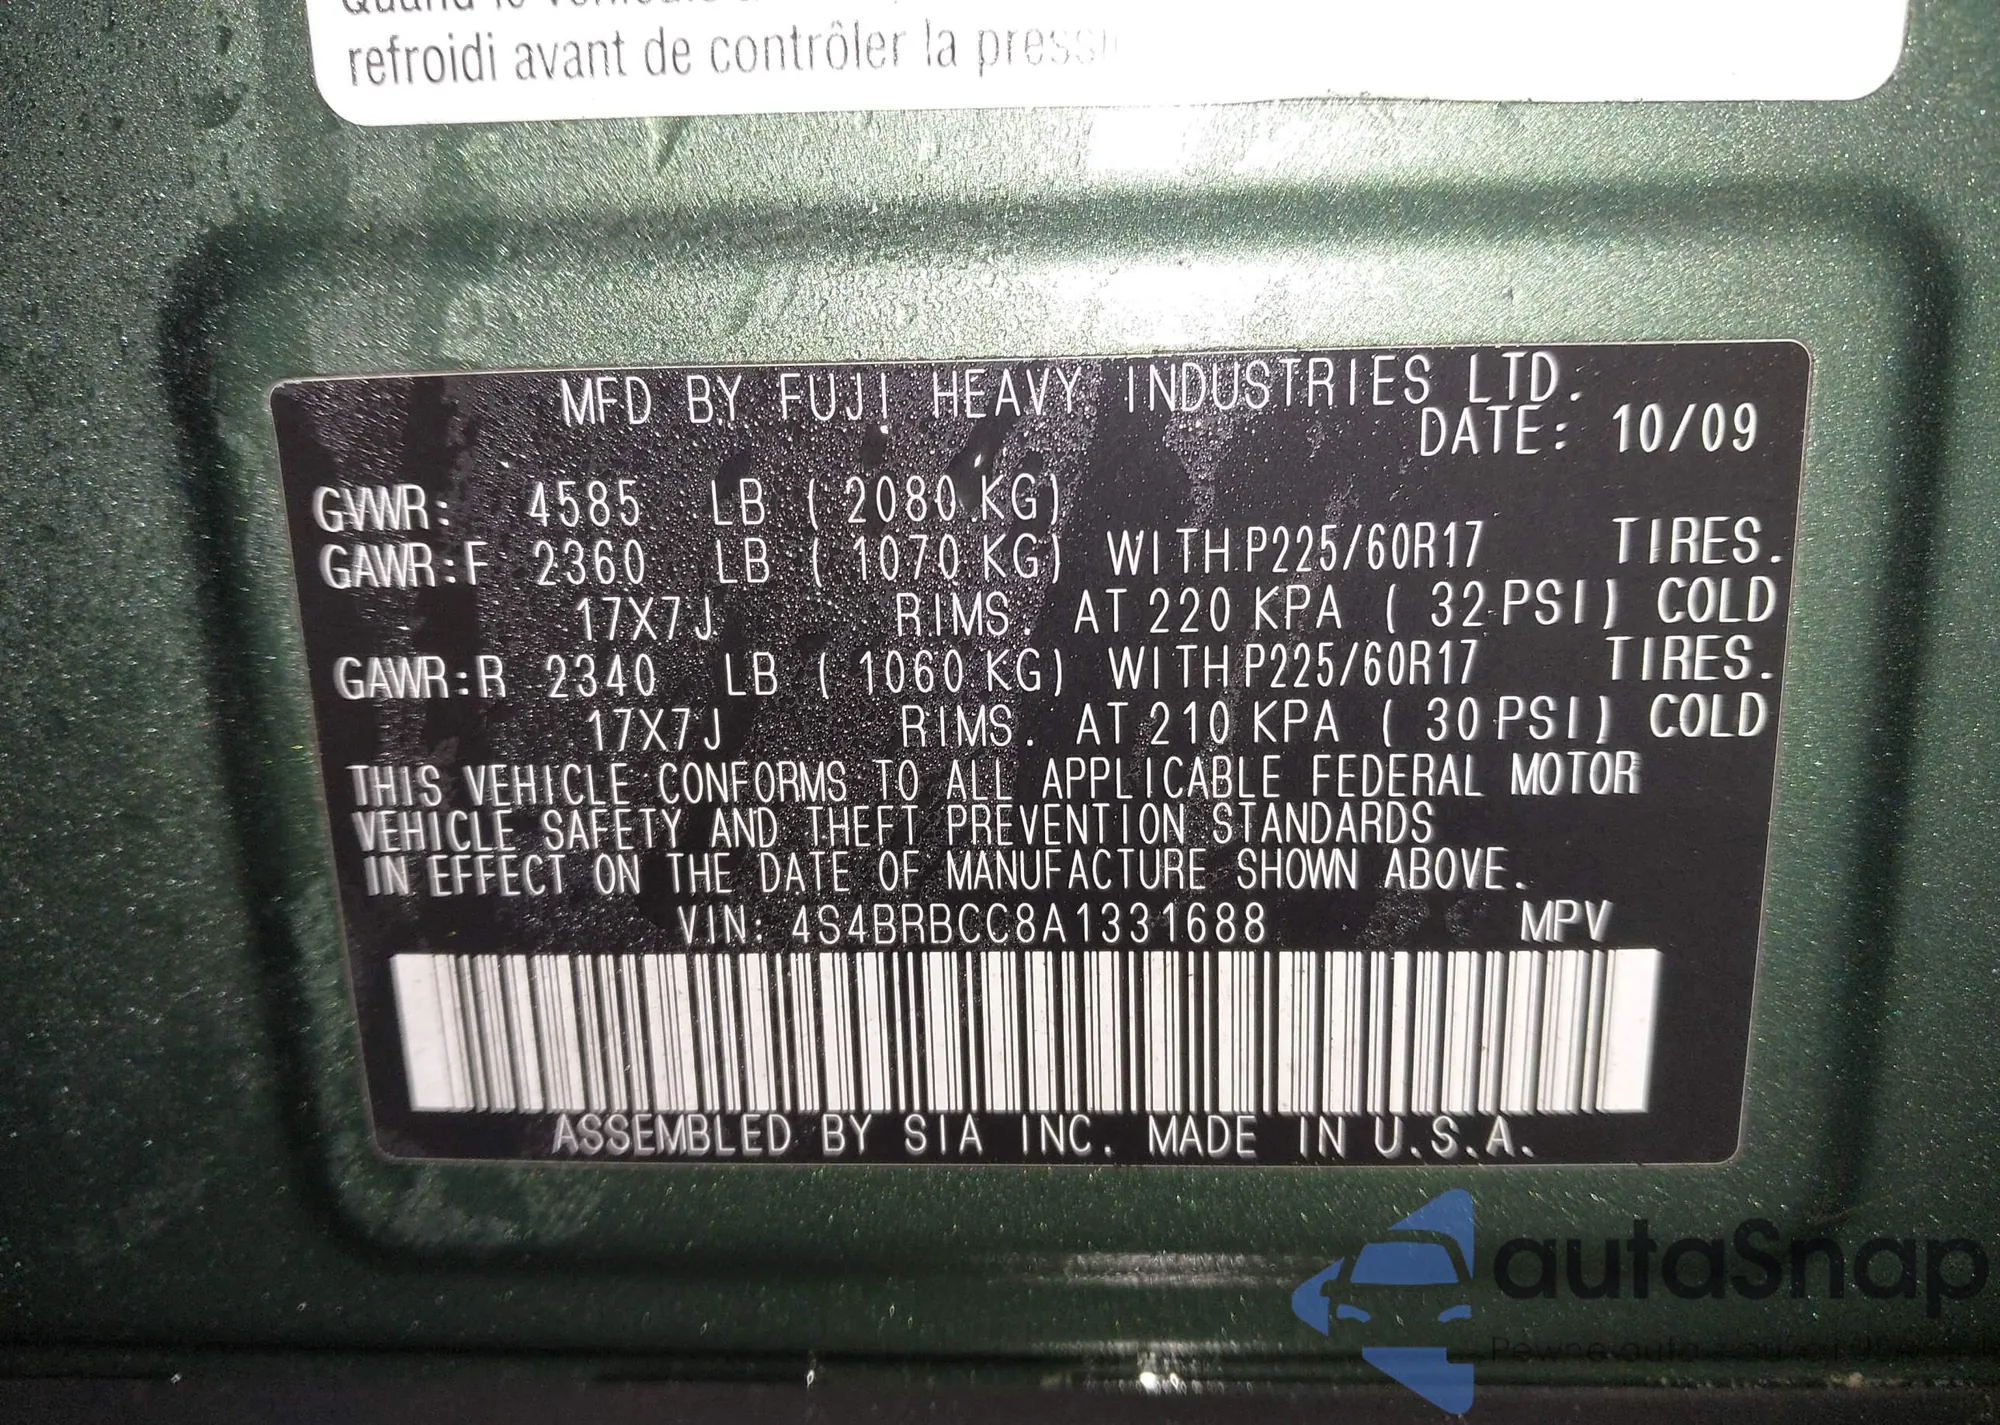 refroidi avant de contrôler la pression
MFD BY FUJI HEAVY INDUSTRIES LTD.
DATE: 10/09
GVWR: 4585 LB ( 2080 KG)
GAWR:F 2360 LB ( 1070 KG) WITH P225/60R17 TIRES.
17X7J RIMS. AT 220 KPA ( 32 PSI) COLD
GAWR:R 2340 LB ( 1060 KG) WITH P225/60R17 TIRES.
17X7J RIMS. AT 210 KPA ( 30 PSI) COLD
THIS VEHICLE CONFORMS TO ALL APPLICABLE FEDERAL MOTOR
VEHICLE SAFETY AND THEFT PREVENTION STANDARDS
IN EFFECT ON THE DATE OF MANUFACTURE SHOWN ABOVE.
VIN: 4S4BRBCC8A1331688 MPV
ASSEMBLED BY SIA INC. MADE IN U.S.A.
autoSnap
Pewne auto z